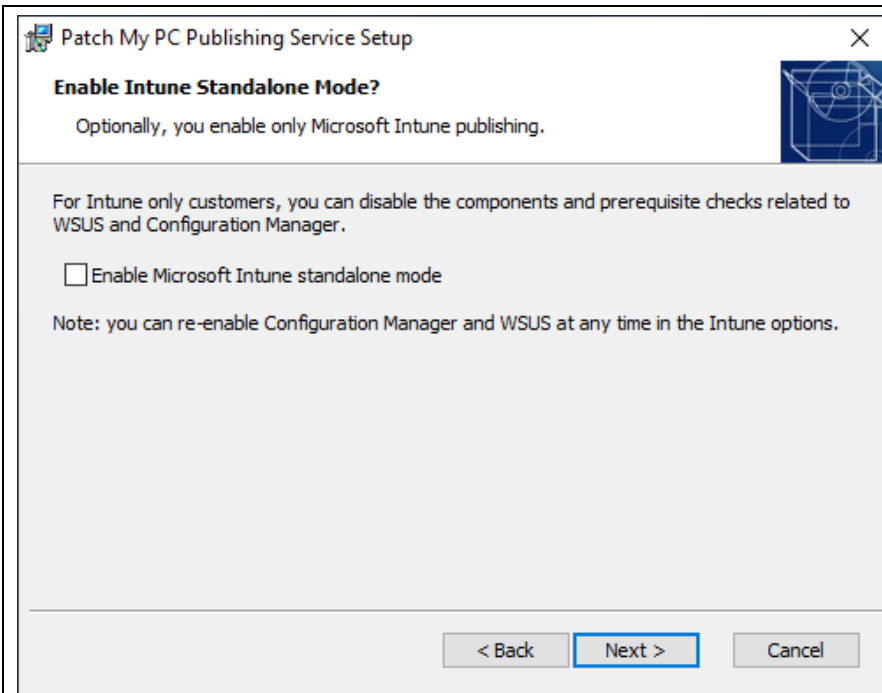 Patch My PC Publishing Service Setup
Enable Intune Standalone Mode?
Optionally, you enable only Microsoft Intune publishing.
For Intune only customers, you can disable the components and prerequisite checks related to
WSUS and Configuration Manager.
Enable Microsoft Intune standalone mode
Note: you can re-enable Configuration Manager and WSUS at any time in the Intune options.
< Back Next > Cancel